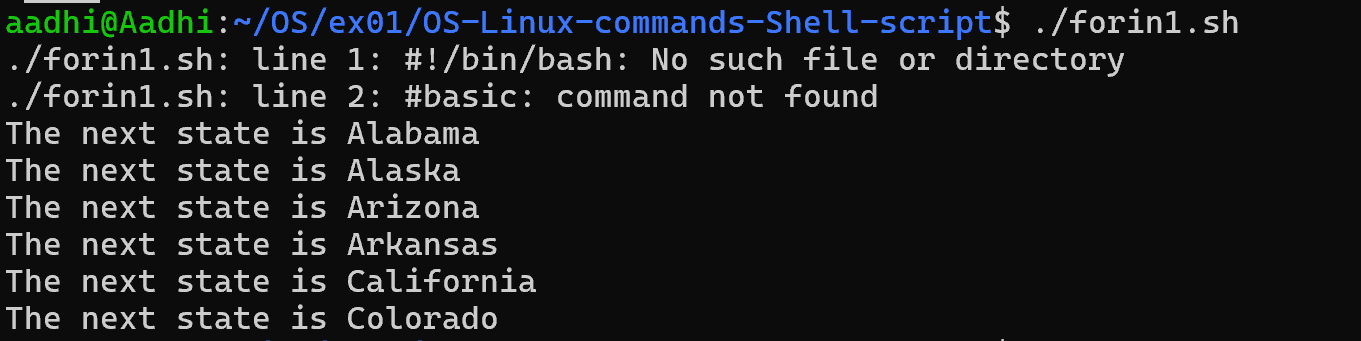 aadhi@Aadhi:~/OS/ex01/OS-Linux-commands-Shell-script$ ./forin1.sh
./forin1.sh: line 1: #!/bin/bash: No such file or directory
./forin1.sh: line 2: #basic: command not found
The next state is Alabama
The next state is Alaska
The next state is Arizona
The next state is Arkansas
The next state is California
The next state is Colorado